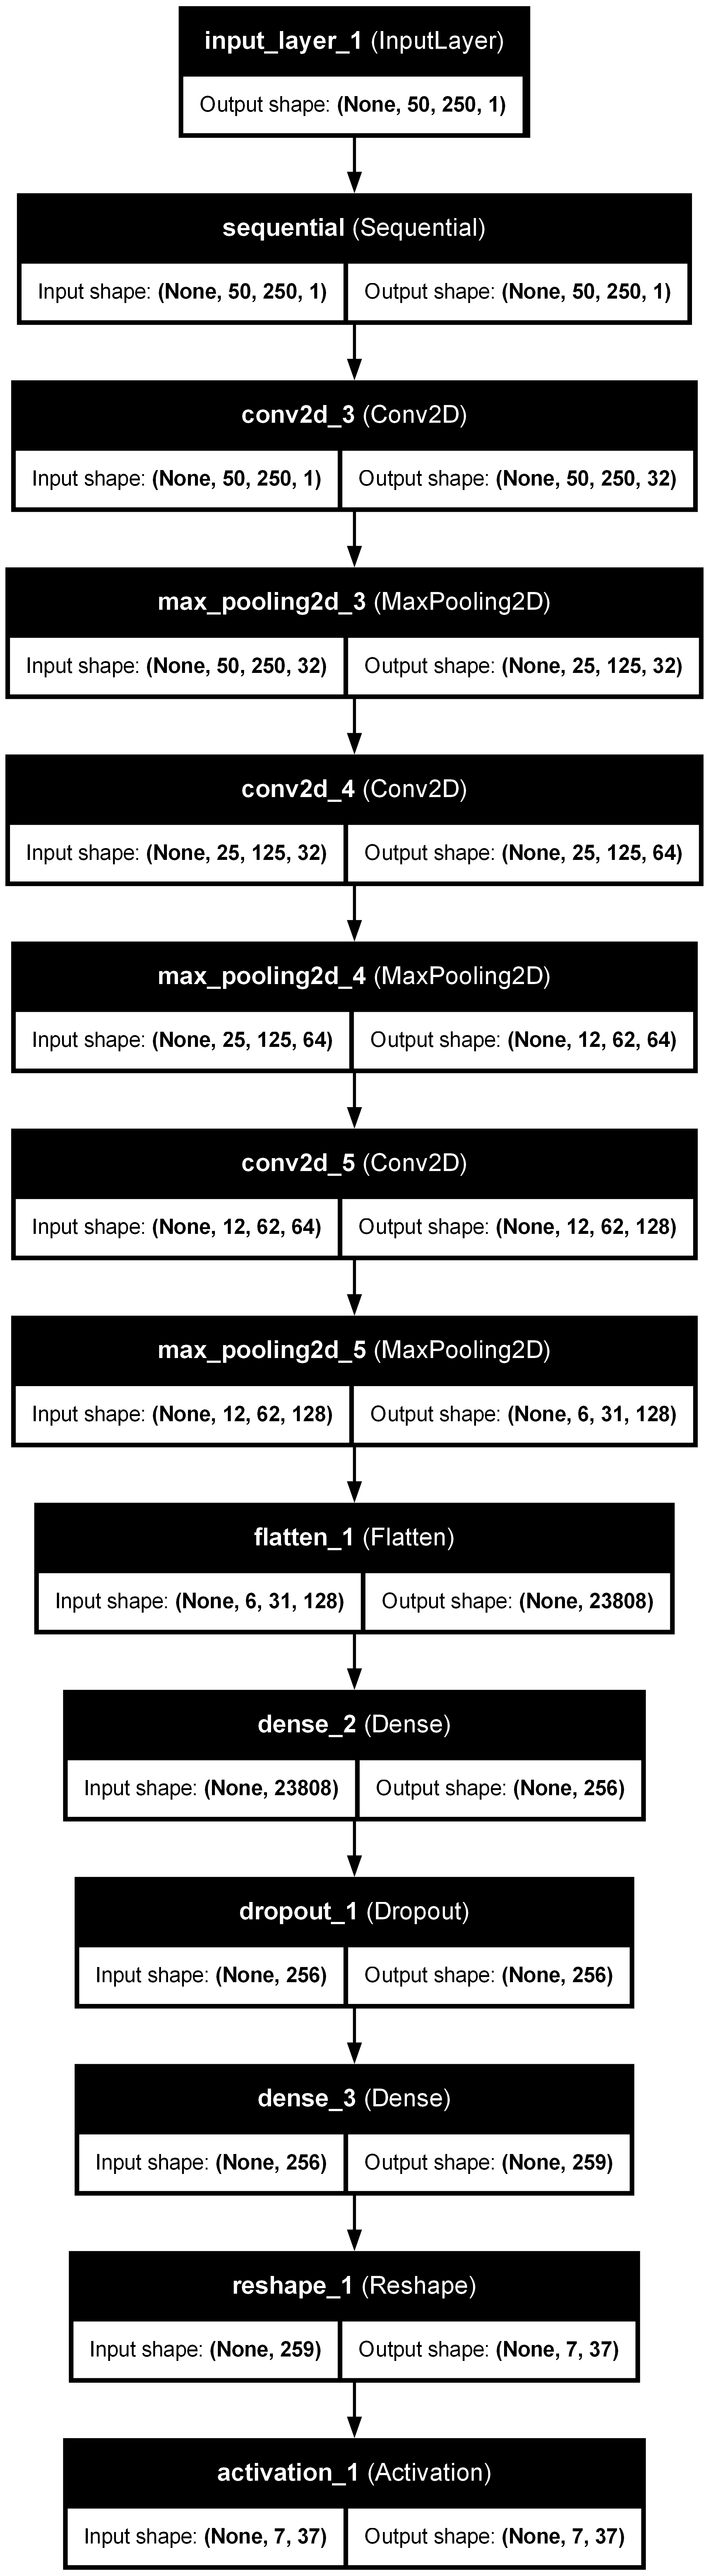 input_layer_1 (InputLayer)
Output shape: (None, 50, 250, 1)
sequential (Sequential)
Input shape: (None, 50, 250, 1) Output shape: (None, 50, 250, 1)
conv2d_3 (Conv2D)
Input shape: (None, 50, 250, 1) Output shape: (None, 50, 250, 32)
max_pooling2d_3 (MaxPooling2D)
Input shape: (None, 50, 250, 32) Output shape: (None, 25, 125, 32)
conv2d_4 (Conv2D)
Input shape: (None, 25, 125, 32) Output shape: (None, 25, 125, 64)
max_pooling2d_4 (MaxPooling2D)
Input shape: (None, 25, 125, 64) Output shape: (None, 12, 62, 64)
conv2d_5 (Conv2D)
Input shape: (None, 12, 62, 64) Output shape: (None, 12, 62, 128)
max_pooling2d_5 (MaxPooling2D)
Input shape: (None, 12, 62, 128) Output shape: (None, 6, 31, 128)
flatten_1 (Flatten)
Input shape: (None, 6, 31, 128) Output shape: (None, 23808)
dense_2 (Dense)
Input shape: (None, 23808) Output shape: (None, 256)
dropout_1 (Dropout)
Input shape: (None, 256) Output shape: (None, 256)
dense_3 (Dense)
Input shape: (None, 256) Output shape: (None, 259)
reshape_1 (Reshape)
Input shape: (None, 259) Output shape: (None, 7, 37)
activation_1 (Activation)
Input shape: (None, 7, 37) Output shape: (None, 7, 37)